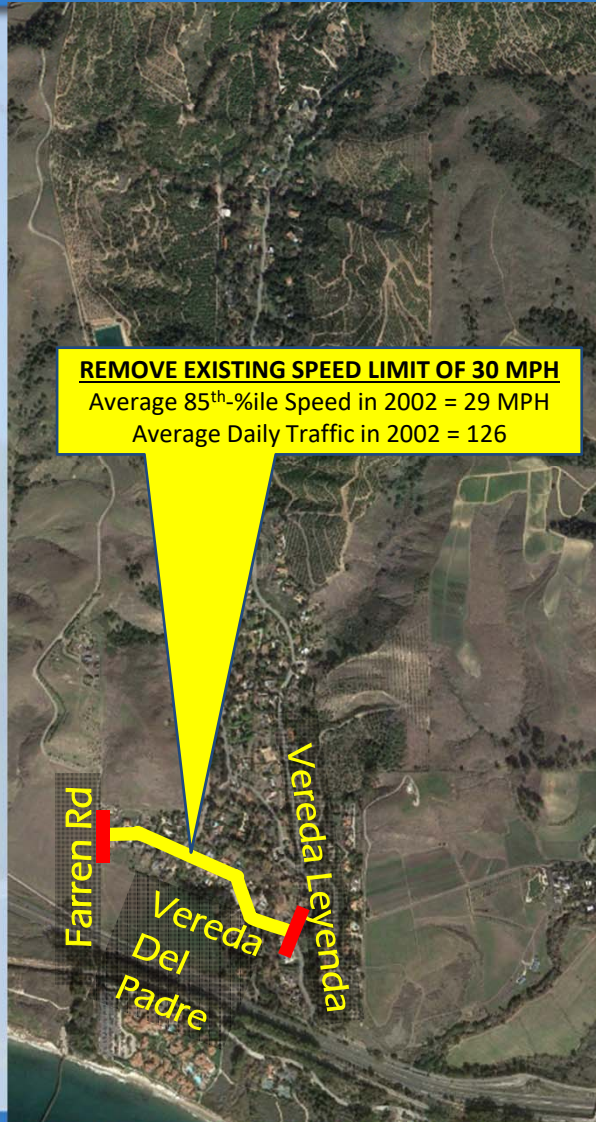 REMOVE EXISTING SPEED LIMIT OF 30 MPH
Average 85th-%ile Speed in 2002 = 29 MPH
Average Daily Traffic in 2002 = 126
Farren Rd
Vereda
Del
Padre
Vereda Leyenda